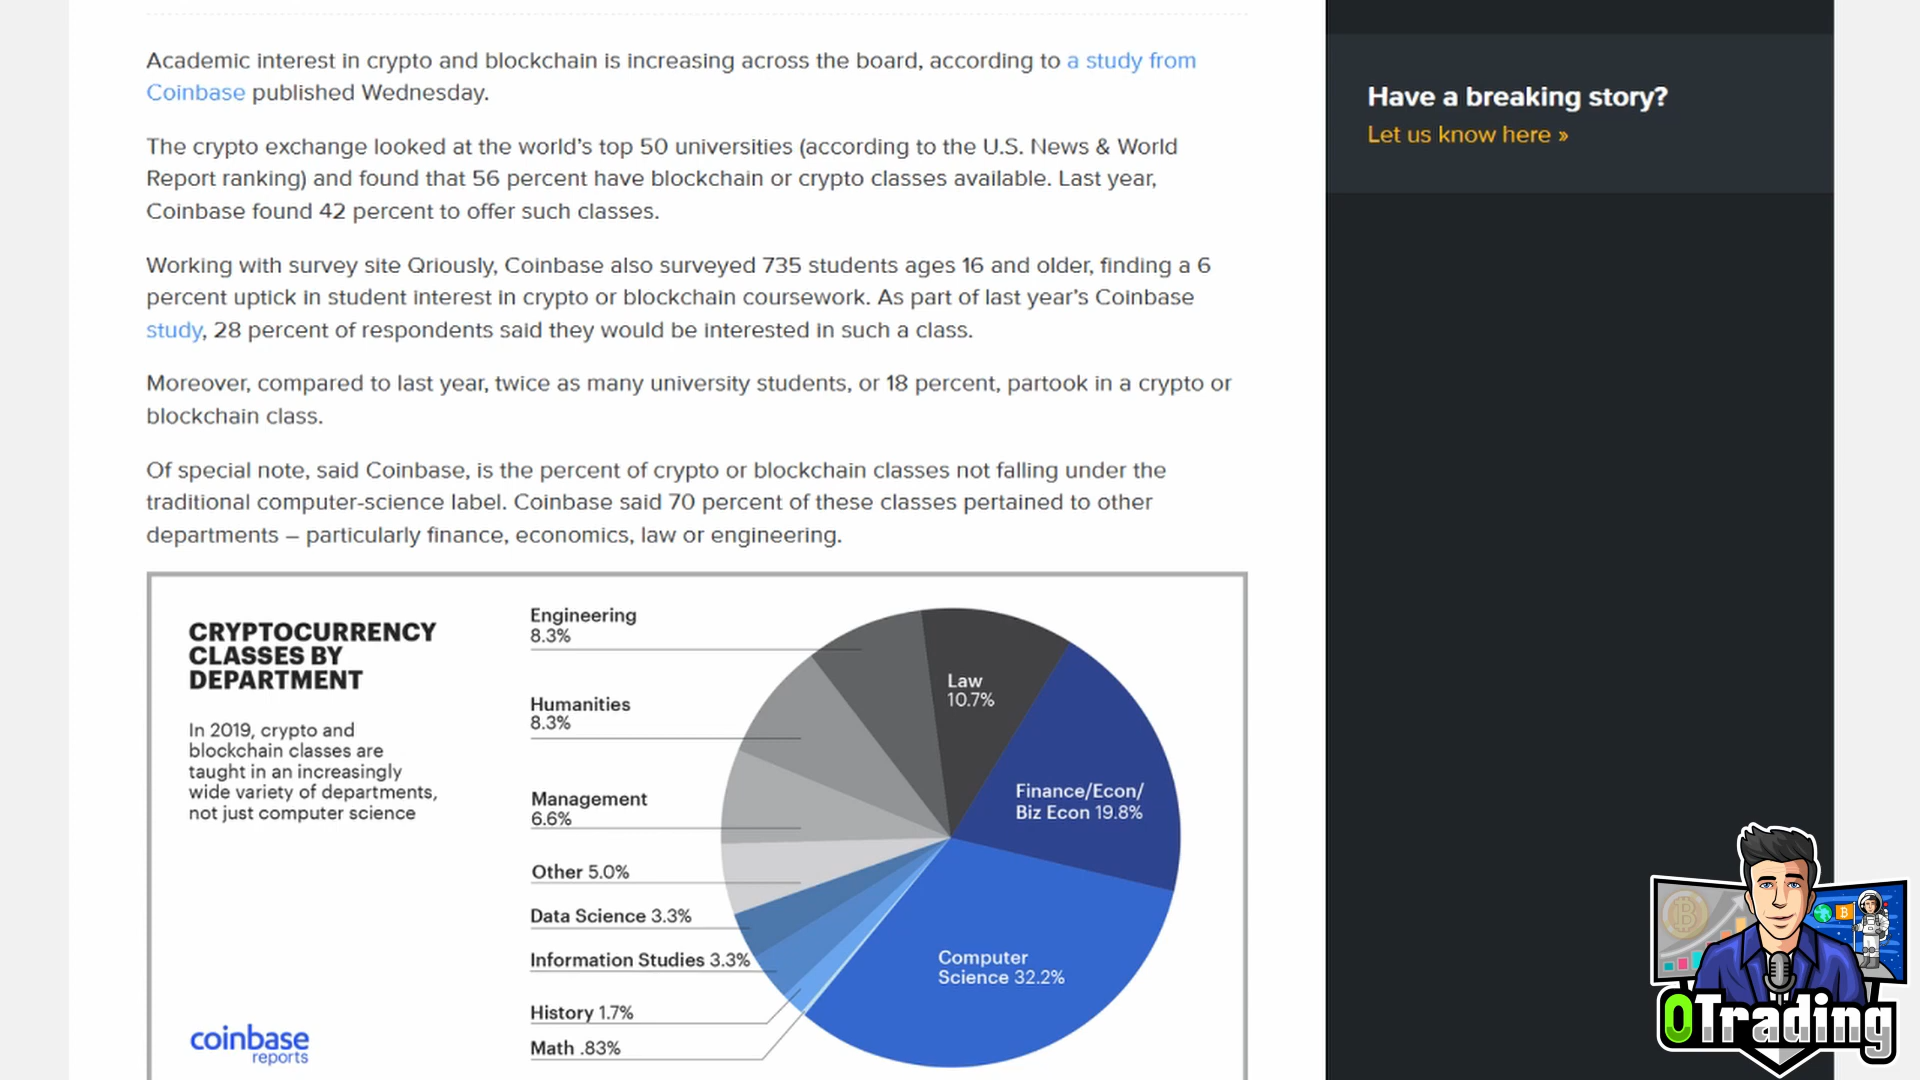 Academic interest in crypto and blockchain is increasing across the board, according to a study from
Coinbase published Wednesday.
The crypto exchange looked at the world's top 50 universities (according to the U.S. News & World
Report ranking) and found that 56 percent have blockchain or crypto classes available. Last year,
Coinbase found 42 percent to offer such classes.
Working with survey site Qriously, Coinbase also surveyed 735 students ages 16 and older, finding a 6
percent uptick in student interest in crypto or blockchain coursework. As part of last year's Coinbase
study, 28 percent of respondents said they would be interested in such a class.
Moreover, compared to last year, twice as many university students, or 18 percent, partook in a crypto or
blockchain class.
Of special note, said Coinbase, is the percent of crypto or blockchain classes not falling under the
traditional computer-science label. Coinbase said 70 percent of these classes pertained to other
departments – particularly finance, economics, law or engineering.
CRYPTOCURRENCY
CLASSES BY
DEPARTMENT
In 2019, crypto and
blockchain classes are
taught in an increasingly
wide variety of departments,
not just computer science
coinbase
reports
Engineering
8.3%
Humanities
8.3%
Management
6.6%
Other 5.0%
Data Science 3.3%
Information Studies 3.3%
History 1.7%
Math .83%
Law
10.7%
Finance/Econ/
Biz Econ 19.8%
Computer
Science 32.2%
Have a breaking story?
Let us know here »
OTrading